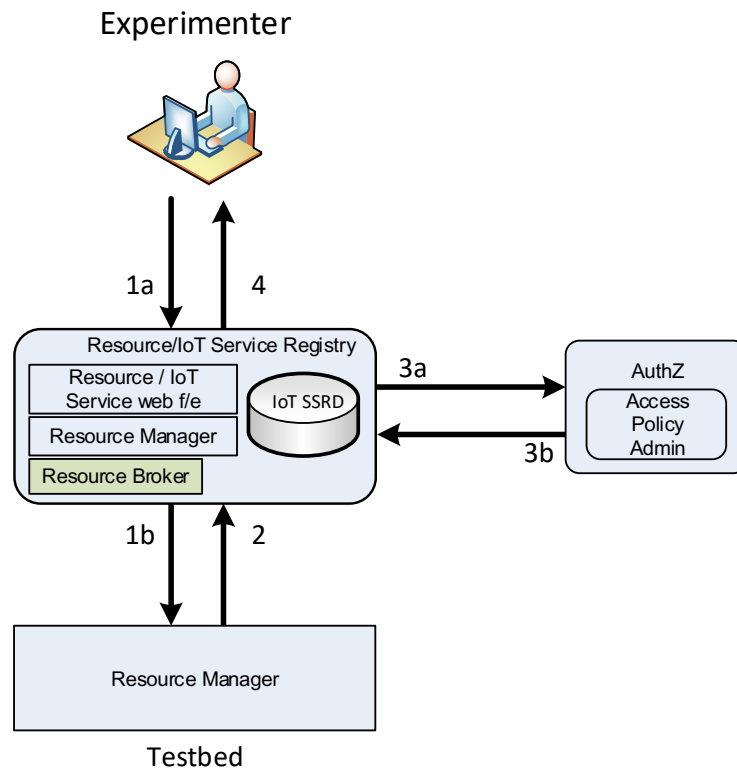 Experimenter
1a
4
Resource/IoT Service Registry
Resource / IoT
Service web f/e
IoT SSRD
Resource Manager
Resource Broker
3a
3b
AuthZ
Access
Policy
Admin
1b
2
Resource Manager
Testbed